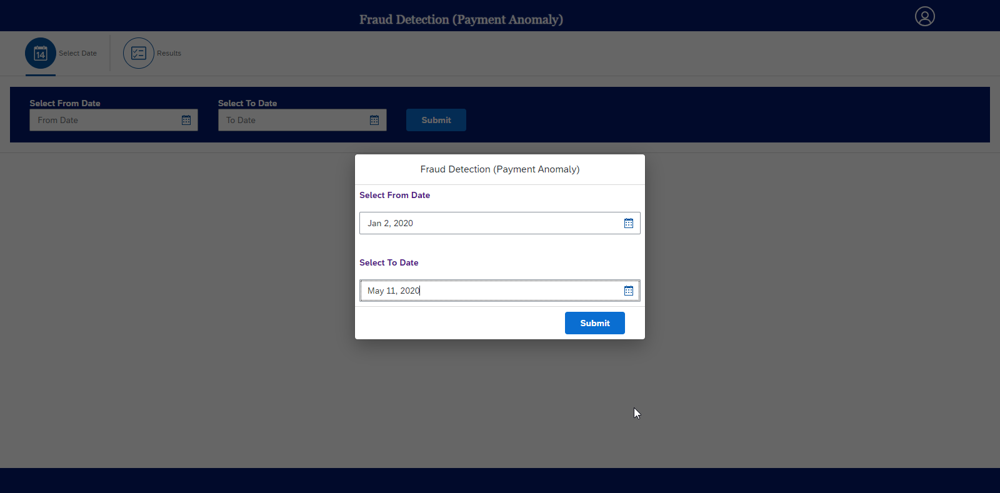 Fraud Detection (Payment Anomaly)
14
Select Date
Results
Select From Date
Select To Date
From Date
To Date
Submit
Fraud Detection (Payment Anomaly)
Select From Date
Jan 2, 2020
Select To Date
May 11, 2020
Submit